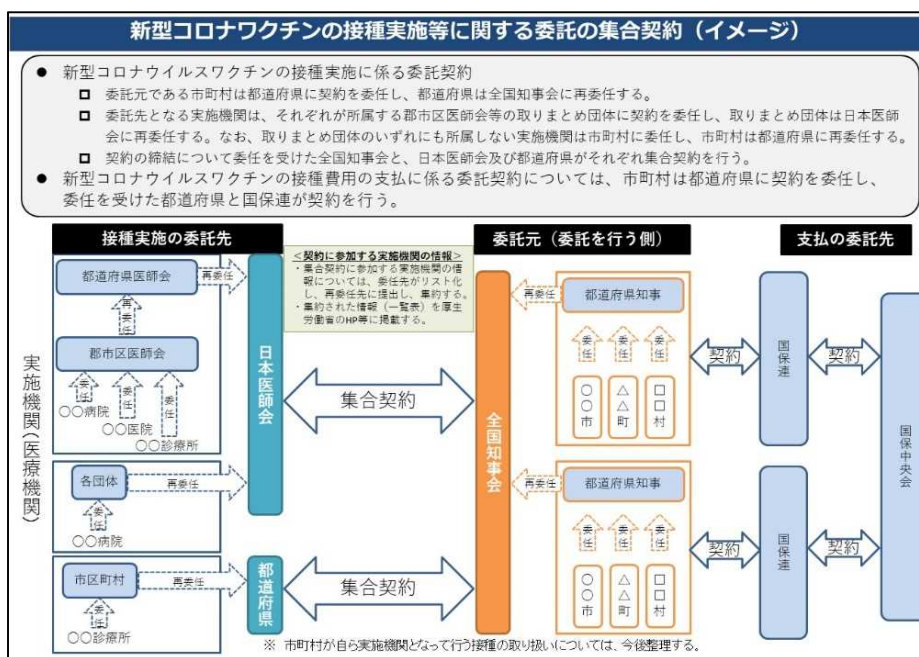 新型コロナワクチンの接種実施等に関する委託の集合契約（イメージ）
● 新型コロナウイルスワクチンの接種実施に係る委託契約
□ 委託元である市町村は都道府県に契約を委任し、都道府県は全国知事会に再委任する。
□ 委託先となる実施機関は、それぞれが所属する郡市区医師会等の取りまとめ団体に契約を委任し、取りまとめ団体は日本医師
会に再委任する。なお、取りまとめ団体のいずれにも所属しない実施機関は市町村に委任し、市町村は都道府県に再委任する。
□ 契約の締結について委任を受けた全国知事会と、日本医師会及び都道府県がそれぞれ集合契約を行う。
● 新型コロナウイルスワクチンの接種費用の支払に係る委託契約については、市町村は都道府県に契約を委任し、
委任を受けた都道府県と国保連が契約を行う。
接種実施の委託先
委託元（委託を行う側）
支払の委託先
実施機関(医療機関)
都道府県医師会
再委任
再委任
郡市区医師会
委任
委任
委任
〇〇病院
〇〇医院
〇〇診療所
各団体
再委任
委任
〇〇病院
市区町村
再委任
委任
〇〇診療所
日本医師会
都道府県
＜契約に参加する実施機関の情報＞
・集合契約に参加する実施機関の情
報については、委任先がリスト化
し、再委任先に提出し、集約する。
・集約された情報（一覧表）を厚生
労働省のHP等に掲載する。
集合契約
集合契約
全国知事会
再委任
都道府県知事
委任
委任
委任
〇〇市
△△町
□□村
再委任
都道府県知事
委任
委任
委任
〇〇市
△△町
□□村
契約
国保連
契約
契約
国保連
契約
国保中央会
※ 市町村が自ら実施機関となって行う接種の取り扱いについては、今後整理する。